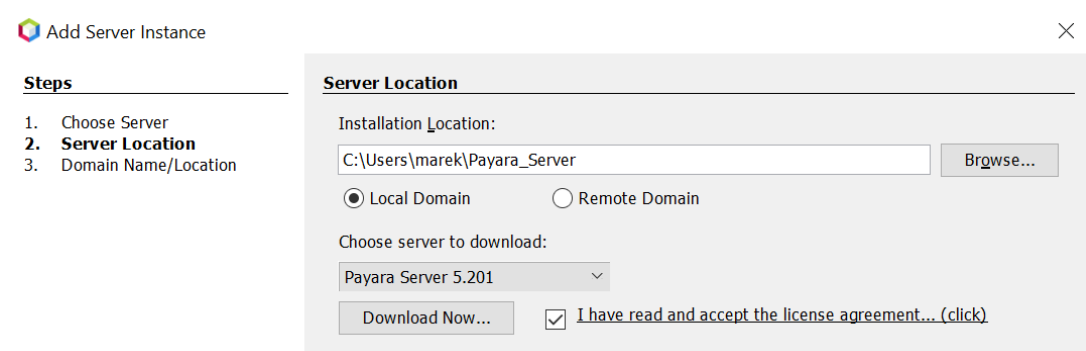 Add Server Instance
Steps
1. Choose Server
2. Server Location
3. Domain Name/Location
Server Location
Installation Location:
C:\Users\marek\Payara_Server
Browse...
Local Domain
Remote Domain
Choose server to download:
Payara Server 5.201
Download Now...
I have read and accept the license agreement... (click)